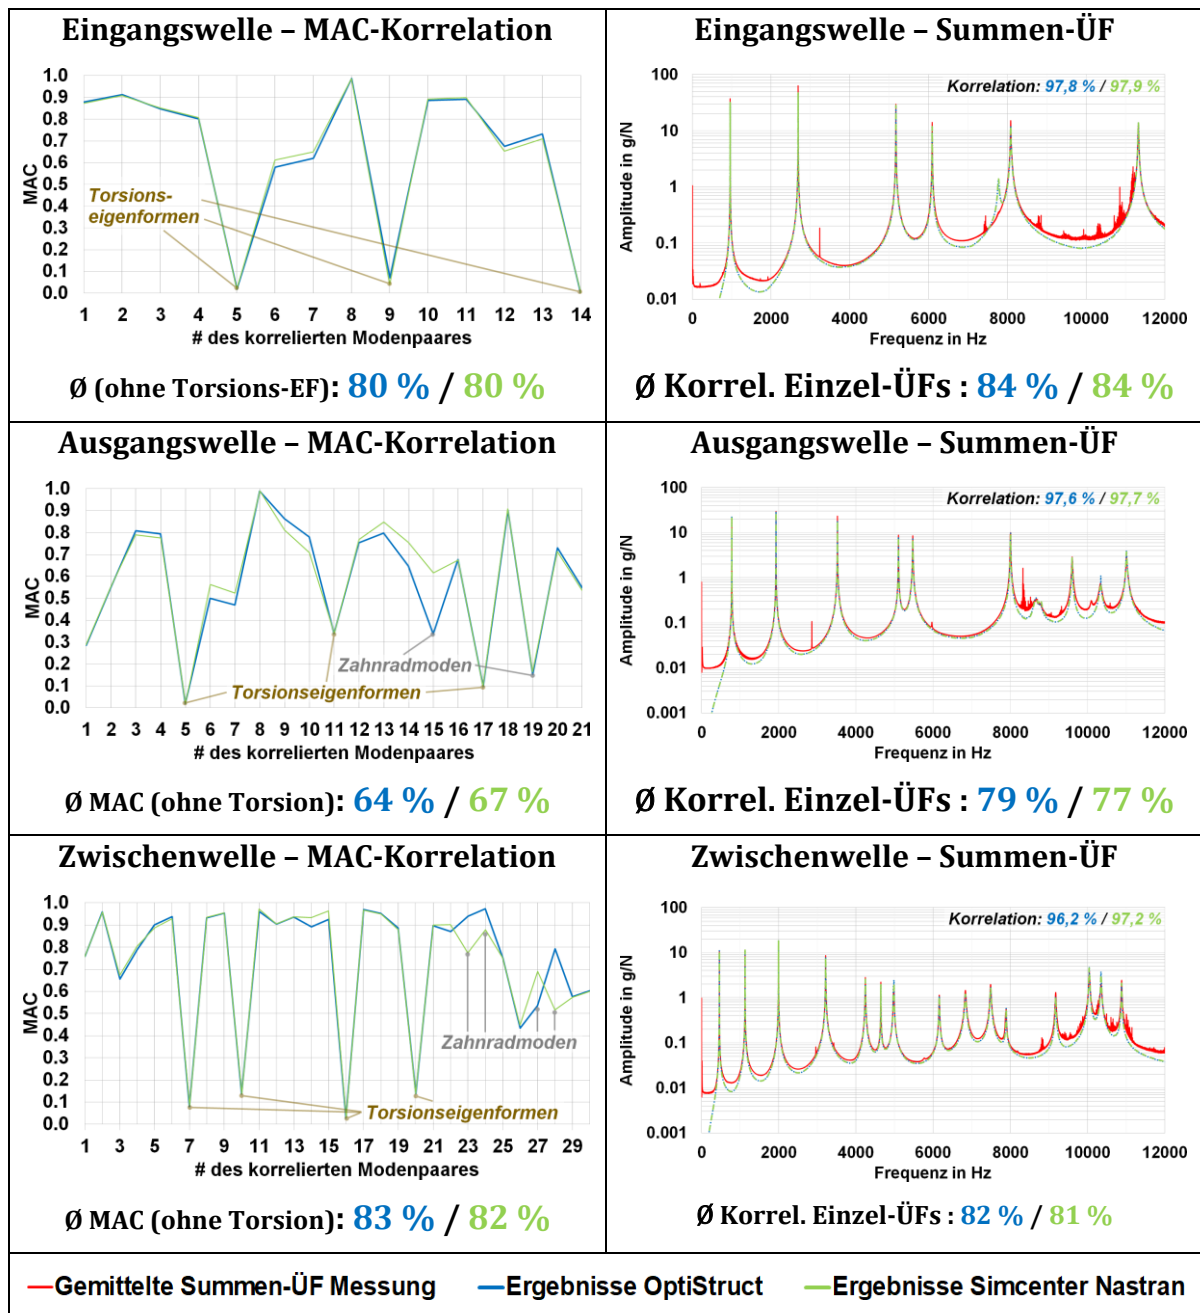 Eingangswelle – MAC-Korrelation
MAC
1.0
0.9
0.8
0.7
0.6
0.5
0.4
0.3
0.2
0.1
0.0
Torsions-
eigenformen
1 2 3 4 5 6 7 8 9 10 11 12 13 14
# des korrelierten Modenpaares
Ø (ohne Torsions-EF): 80 % / 80 %
Eingangswelle – Summen-ÜF
Korrelation: 97,8 % / 97,9 %
Amplitude in g/N
100
10
1
0.1
0.01
0 2000 4000 6000 8000 10000 12000
Frequenz in Hz
Ø Korrel. Einzel-ÜFs : 84 % / 84 %
Ausgangswelle – MAC-Korrelation
MAC
1.0
0.9
0.8
0.7
0.6
0.5
0.4
0.3
0.2
0.1
0.0
Zahnradmoden
Torsionseigenformen
1 2 3 4 5 6 7 8 9 10 11 12 13 14 15 16 17 18 19 20 21
# des korrelierten Modenpaares
Ø MAC (ohne Torsion): 64 % / 67 %
Ausgangswelle – Summen-ÜF
Korrelation: 97,6 % / 97,7 %
Amplitude in g/N
100
10
1
0.1
0.01
0.001
0 2000 4000 6000 8000 10000 12000
Frequenz in Hz
Ø Korrel. Einzel-ÜFs : 79 % / 77 %
Zwischenwelle – MAC-Korrelation
MAC
1.0
0.9
0.8
0.7
0.6
0.5
0.4
0.3
0.2
0.1
0.0
Zahnradmoden
Torsionseigenformen
1 3 5 7 9 11 13 15 17 19 21 23 25 27 29
# des korrelierten Modenpaares
Ø MAC (ohne Torsion): 83 % / 82 %
Zwischenwelle – Summen-ÜF
Korrelation: 96,2 % / 97,2 %
Amplitude in g/N
100
10
1
0.1
0.01
0.001
0 2000 4000 6000 8000 10000 12000
Frequenz in Hz
Ø Korrel. Einzel-ÜFs : 82 % / 81 %
Gemittelte Summen-ÜF Messung Ergebnisse OptiStruct Ergebnisse Simcenter Nastran